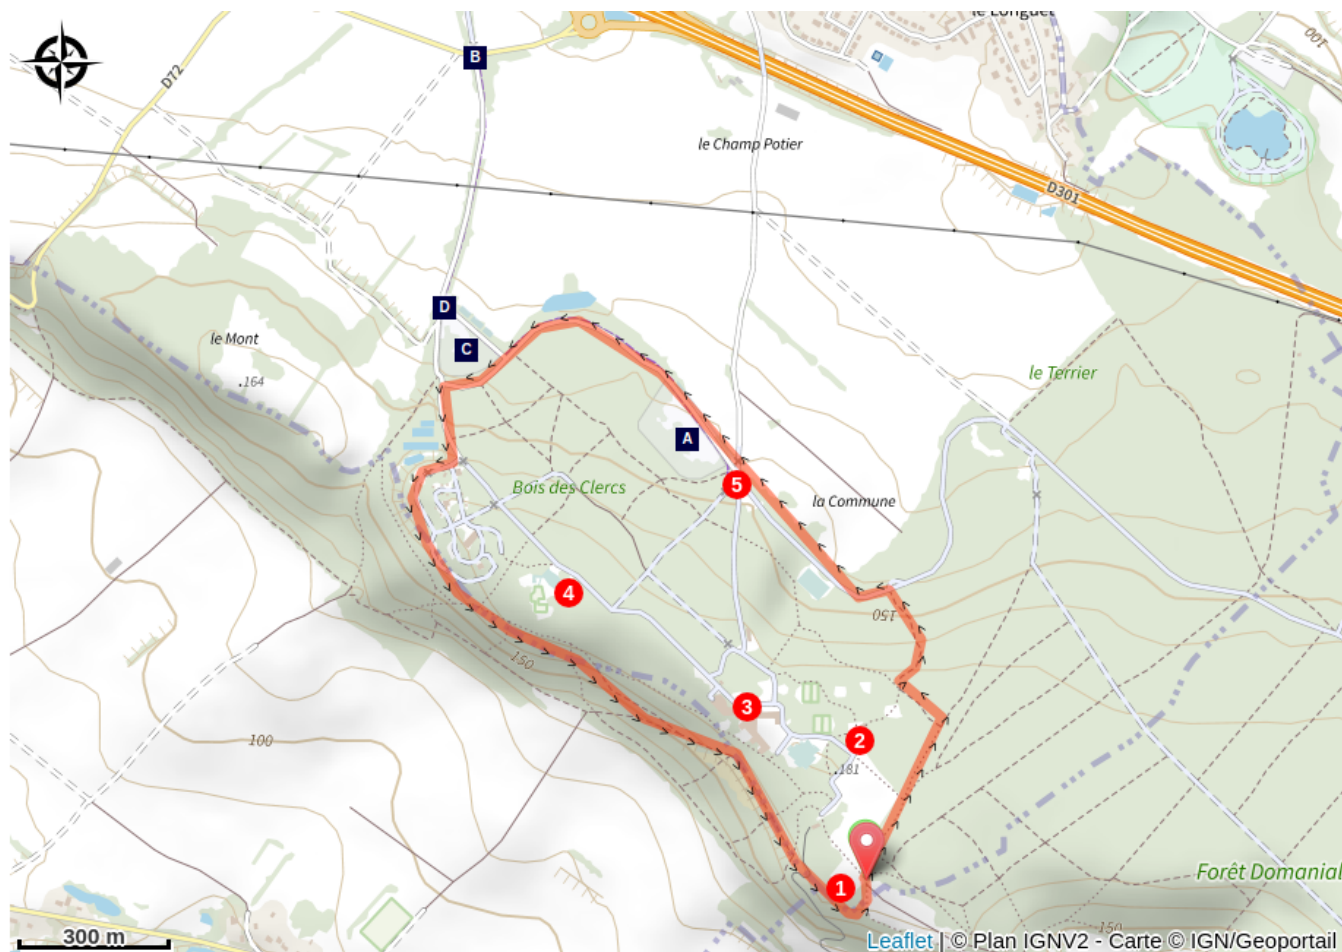 le Longuet
100
B
D72
le Champ Potier
D301
D
C
le Mont
.164
le Terrier
A
5
la Commune
Bois des Clercs
4
150
150
3
2
100
.181
1
Forêt Domanial
150
300 m
Leaflet | © Plan IGNV2 - Carte © IGN/Geoportail